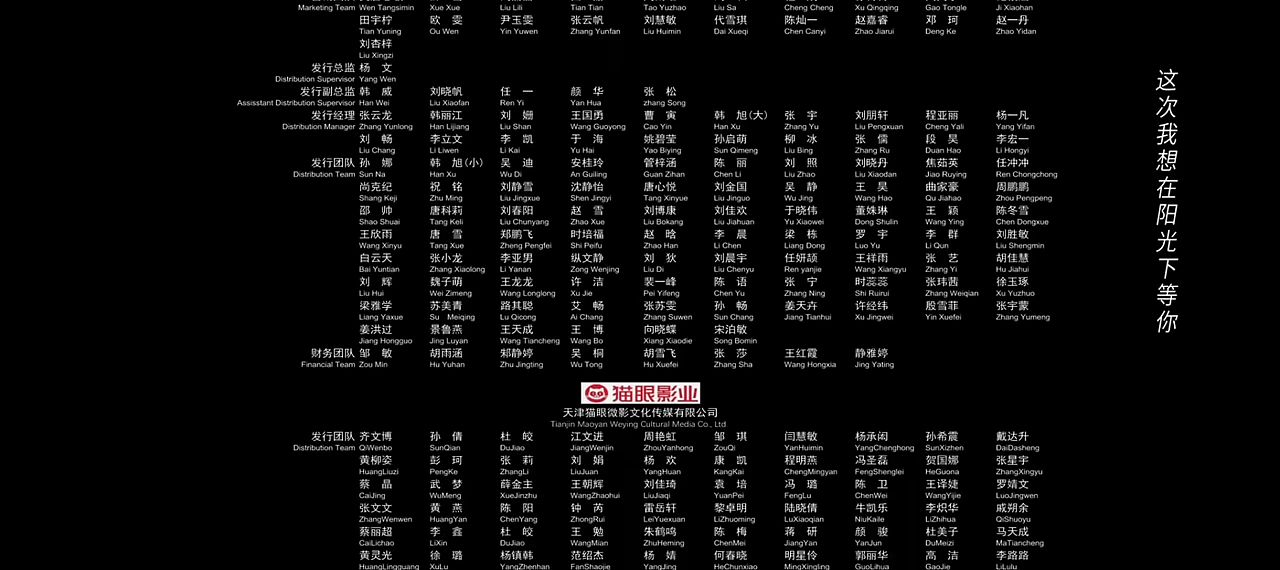 Marketing Team Wen Tangsimin Xue Xue Liu Lili Tian Tian Tao Yuzhao Liu Sa Cheng Cheng Xu Qingqing Gao Tongle Ji Xiaohan
田宇柠 欧 雯 尹玉雯 张云帆 刘慧敏 代雪琪 陈灿一 赵嘉睿 邓 珂 赵一丹
Tian Yuning Ou Wen Yin Yuwen Zhang Yunfan Liu Huimin Dai Xueqi Chen Canyi Zhao Jiarui Deng Ke Zhao Yidan
刘杏梓
Liu Xingzi
发行总监 杨 文
Distribution Supervisor Yang Wen
发行副总监 韩 威 刘晓帆 任 一 颜 华 张 松
Assisstant Distribution Supervisor Han Wei Liu Xiaofan Ren Yi Yan Hua zhang Song
发行经理 张云龙 韩丽江 刘 姗 王国勇 曹 寅 韩 旭(大) 张 宇 刘朋轩 程亚丽 杨一凡
Distribution Manager Zhang Yunlong Han Lijiang Liu Shan Wang Guoyong Cao Yin Han Xu Zhang Yu Liu Pengxuan Cheng Yali Yang Yifan
刘 畅 李立文 李 凯 于 海 姚碧莹 孙启萌 柳 冰 张 儒 段 昊 李宏一
Liu Chang Li Liwen Li Kai Yu Hai Yao Biying Sun Qimeng Liu Bing Zhang Ru Duan Hao Li Hongyi
发行团队 孙 娜 韩 旭(小) 吴 迪 安桂玲 管梓涵 陈 丽 刘 照 刘晓丹 焦茹英 任冲冲
Distribution Team Sun Na Han Xu Wu Di An Guiling Guan Zihan Chen Li Liu Zhao Liu Xiaodan Jiao Ruying Ren Chongchong
尚克纪 祝 铭 刘静雪 沈静怡 唐心悦 刘金国 吴 静 王 昊 曲家豪 周鹏鹏
Shang Keji Zhu Ming Liu Jingxue Shen Jingyi Tang Xinyue Liu Jinguo Wu Jing Wang Hao Qu Jiahao Zhou Pengpeng
邵 帅 唐科莉 刘春阳 赵 雪 刘博康 刘佳欢 于晓伟 董姝琳 王 颖 陈冬雪
Shao Shuai Tang Keli Liu Chunyang Zhao Xue Liu Bokang Liu Jiahuan Yu Xiaowei Dong Shulin Wang Ying Chen Dongxue
王欣雨 唐 雪 郑鹏飞 时培福 赵 晗 李 晨 梁 栋 罗 宇 李 群 刘胜敏
Wang Xinyu Tang Xue Zheng Pengfei Shi Peifu Zhao Han Li Chen Liang Dong Luo Yu Li Qun Liu Shengmin
白云天 张小龙 李亚男 纵文静 刘 狄 刘晨宇 任妍颉 王祥雨 张 艺 胡佳慧
Bai Yuntian Zhang Xiaolong Li Yanan Zong Wenjing Liu Di Liu Chenyu Ren yanjie Wang Xiangyu Zhang Yi Hu Jiahui
刘 辉 魏子萌 王龙龙 许 洁 裴一峰 陈 语 张 宁 时蕊蕊 张玮茜 徐玉琢
Liu Hui Wei Zimeng Wang Longlong Xu Jie Pei Yifeng Chen Yu Zhang Ning Shi Ruirui Zhang Weiqian Xu Yuzhuo
梁雅学 苏美青 路其聪 艾 畅 张苏雯 孙 畅 姜天卉 许经纬 殷雪菲 张宇蒙
Liang Yaxue Su Meiqing Lu Qicong Ai Chang Zhang Suwen Sun Chang Jiang Tianhui Xu Jingwei Yin Xuefei Zhang Yumeng
姜洪过 景鲁燕 王天成 王 博 向晓蝶 宋泊敏
Jiang Hongguo Jing Luyan Wang Tiancheng Wang Bo Xiang Xiaodie Song Bomin
财务团队 邹 敏 胡雨涵 邾静婷 吴 桐 胡雪飞 张 莎 王红霞 静雅婷
Financial Team Zou Min Hu Yuhan Zhu Jingting Wu Tong Hu Xuefei Zhang Sha Wang Hongxia Jing Yating
猫眼影业
天津猫眼微影文化传媒有限公司
Tianjin Maoyan Weying Cultural Media Co., Ltd.
发行团队 齐文博 孙 倩 杜 皎 江文进 周艳虹 邹 琪 闫慧敏 杨承闳 孙希震 戴达升
Distribution Team QiWenbo SunQian DuJiao JiangWenjin ZhouYanhong ZouQi YanHuimin YangChenghong SunXizhen DaiDasheng
黄柳姿 彭 珂 张 莉 刘 娟 杨 欢 康 凯 程明燕 冯圣磊 贺国娜 张星宇
HuangLiuzi PengKe ZhangLi LiuJuan YangHuan KangKai ChengMingyan FengShenglei HeGuona ZhangXingyu
蔡 晶 武 梦 薛金主 王朝辉 刘佳琦 袁 培 冯 璐 陈 卫 王译婕 罗婧文
CaiJing WuMeng XueJinzhu WangZhaohui LiuJiaqi YuanPei FengLu ChenWei WangYijie LuoJingwen
张文文 黄 燕 陈 阳 钟 芮 雷岳轩 黎卓明 陆晓倩 牛凯乐 李炽华 戚朔余
ZhangWenwen HuangYan ChenYang ZhongRui LeiYuexuan LiZhuoming LuXiaoqian NiuKaile LiZhihua QiShuoyu
蔡丽超 李 鑫 杜 皎 王 勉 朱鹤鸣 陈 梅 蒋 研 颜 骏 杜美子 马天成
CaiLichao LiXin DuJiao WangMian ZhuHeming ChenMei JiangYan YanJun DuMeizi MaTiancheng
黄灵光 徐 璐 杨镇韩 范绍杰 杨 婧 何春晓 明星伶 郭丽华 高 洁 李路路
HuangLingguang XuLu YangZhenhan FanShaojie YangJing HeChunxiao MingXingling GuoLihua GaoJie LiLulu
这次我想在阳光下等你